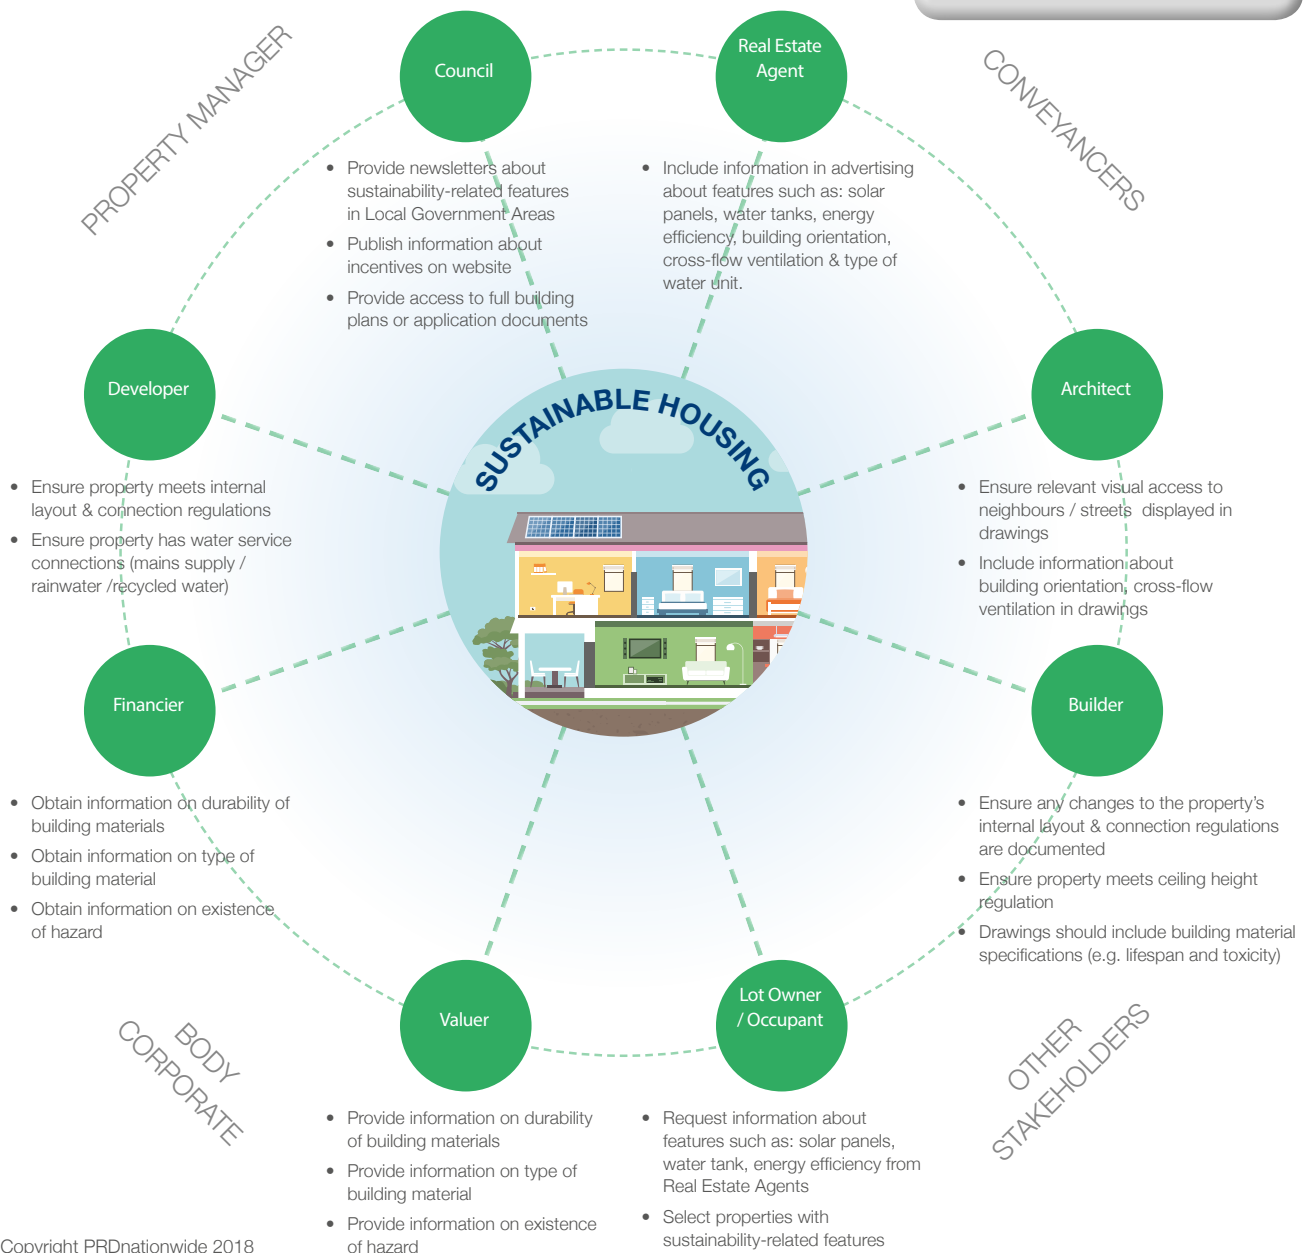 PROPERTY MANAGER
Council
Real Estate
Agent
CONVEYANCERS
• Provide newsletters about
sustainability-related features
in Local Government Areas
• Publish information about
incentives on website
• Provide access to full building
plans or application documents
• Include information in advertising
about features such as: solar
panels, water tanks, energy
efficiency, building orientation,
cross-flow ventilation & type of
water unit.
Developer
• Ensure property meets internal
layout & connection regulations
• Ensure property has water service
connections (mains supply /
rainwater /recycled water)
SUSTAINABLE HOUSING
Architect
• Ensure relevant visual access to
neighbours / streets displayed in
drawings
• Include information about
building orientation, cross-flow
ventilation in drawings
Financier
• Obtain information on durability of
building materials
• Obtain information on type of
building material
• Obtain information on existence
of hazard
Builder
• Ensure any changes to the property's
internal layout & connection regulations
are documented
• Ensure property meets ceiling height
regulation
• Drawings should include building material
specifications (e.g. lifespan and toxicity)
BODY
CORPORATE
Valuer
• Provide information on durability
of building materials
• Provide information on type of
building material
• Provide information on existence
of hazard
Lot Owner
/ Occupant
• Request information about
features such as: solar panels,
water tank, energy efficiency from
Real Estate Agents
• Select properties with
sustainability-related features
OTHER
STAKEHOLDERS
Copyright PRDnationwide 2018